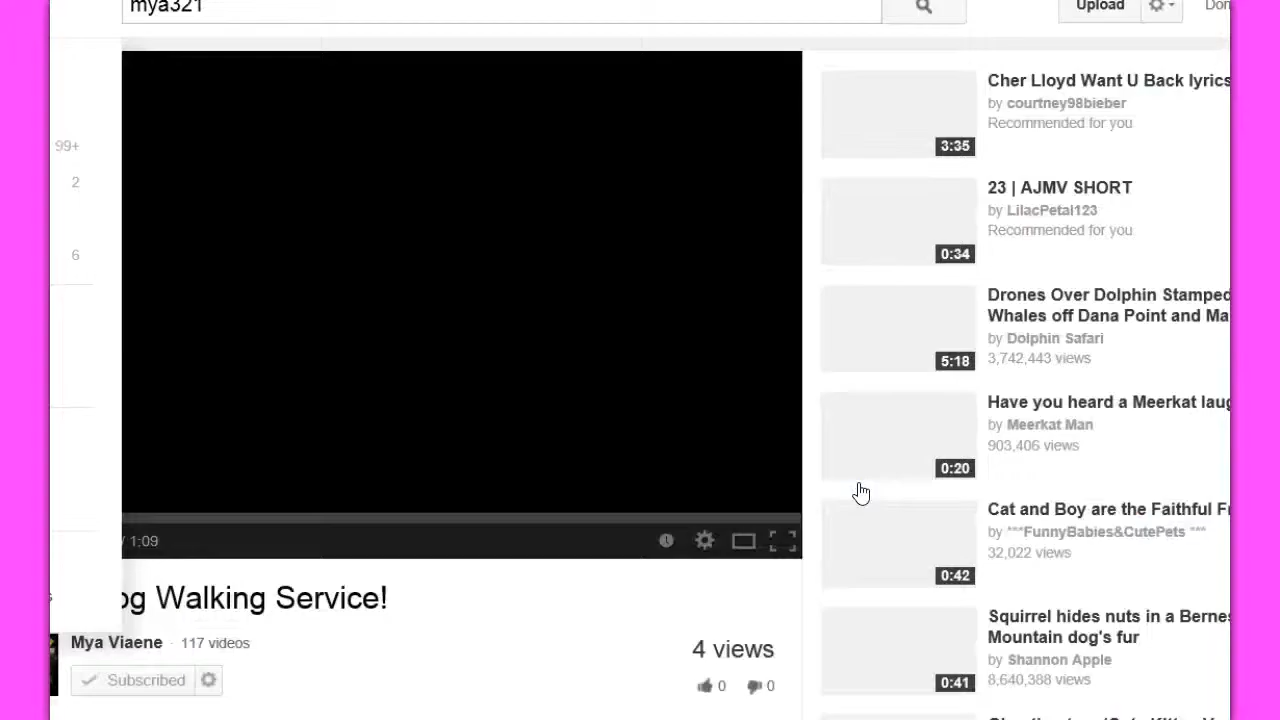 mya321
Upload
99+
2
6
/ 1:09
og Walking Service!
Mya Viaene · 117 videos
Subscribed
4 views
0
0
3:35
Cher Lloyd Want U Back lyrics
by courtney98bieber
Recommended for you
0:34
23 | AJMV SHORT
by LilacPetal123
Recommended for you
5:18
Drones Over Dolphin Stamped
Whales off Dana Point and Ma
by Dolphin Safari
3,742,443 views
0:20
Have you heard a Meerkat laug
by Meerkat Man
903,406 views
0:42
Cat and Boy are the Faithful Fr
by ***FunnyBabies&CutePets ***
32,022 views
0:41
Squirrel hides nuts in a Bernes
Mountain dog's fur
by Shannon Apple
8,640,388 views